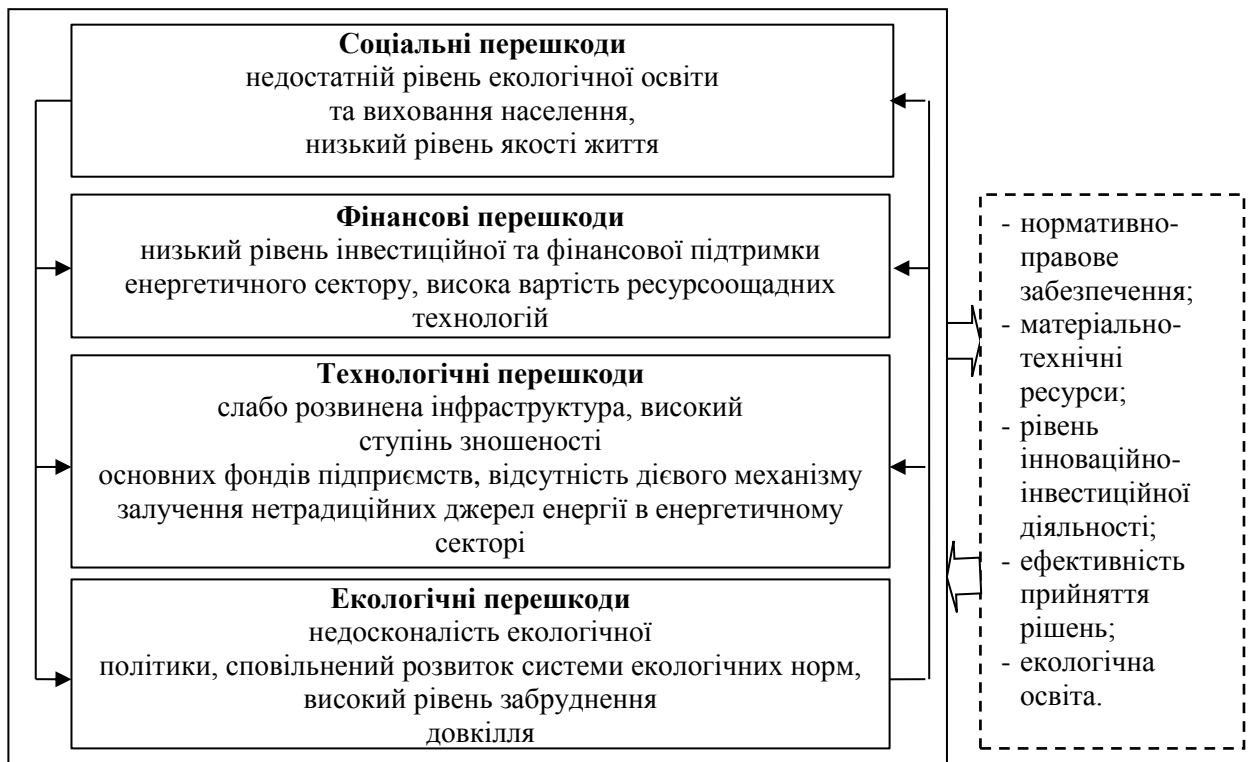 Соціальні перешкоди
недостатній рівень екологічної освіти
та виховання населення,
низький рівень якості життя
Фінансові перешкоди
низький рівень інвестиційної та фінансової підтримки
енергетичного сектору, висока вартість ресурсоощадних
технологій
Технологічні перешкоди
слабо розвинена інфраструктура, високий
ступінь зношеності
основних фондів підприємств, відсутність дієвого механізму
залучення нетрадиційних джерел енергії в енергетичному
секторі
Екологічні перешкоди
недосконалість екологічної
політики, сповільнений розвиток системи екологічних норм,
високий рівень забруднення
довкілля
- нормативно-
правове
забезпечення;
- матеріально-
технічні
ресурси;
- рівень
інноваційно-
інвестиційної
діяльності;
- ефективність
прийняття
рішень;
- екологічна
освіта.